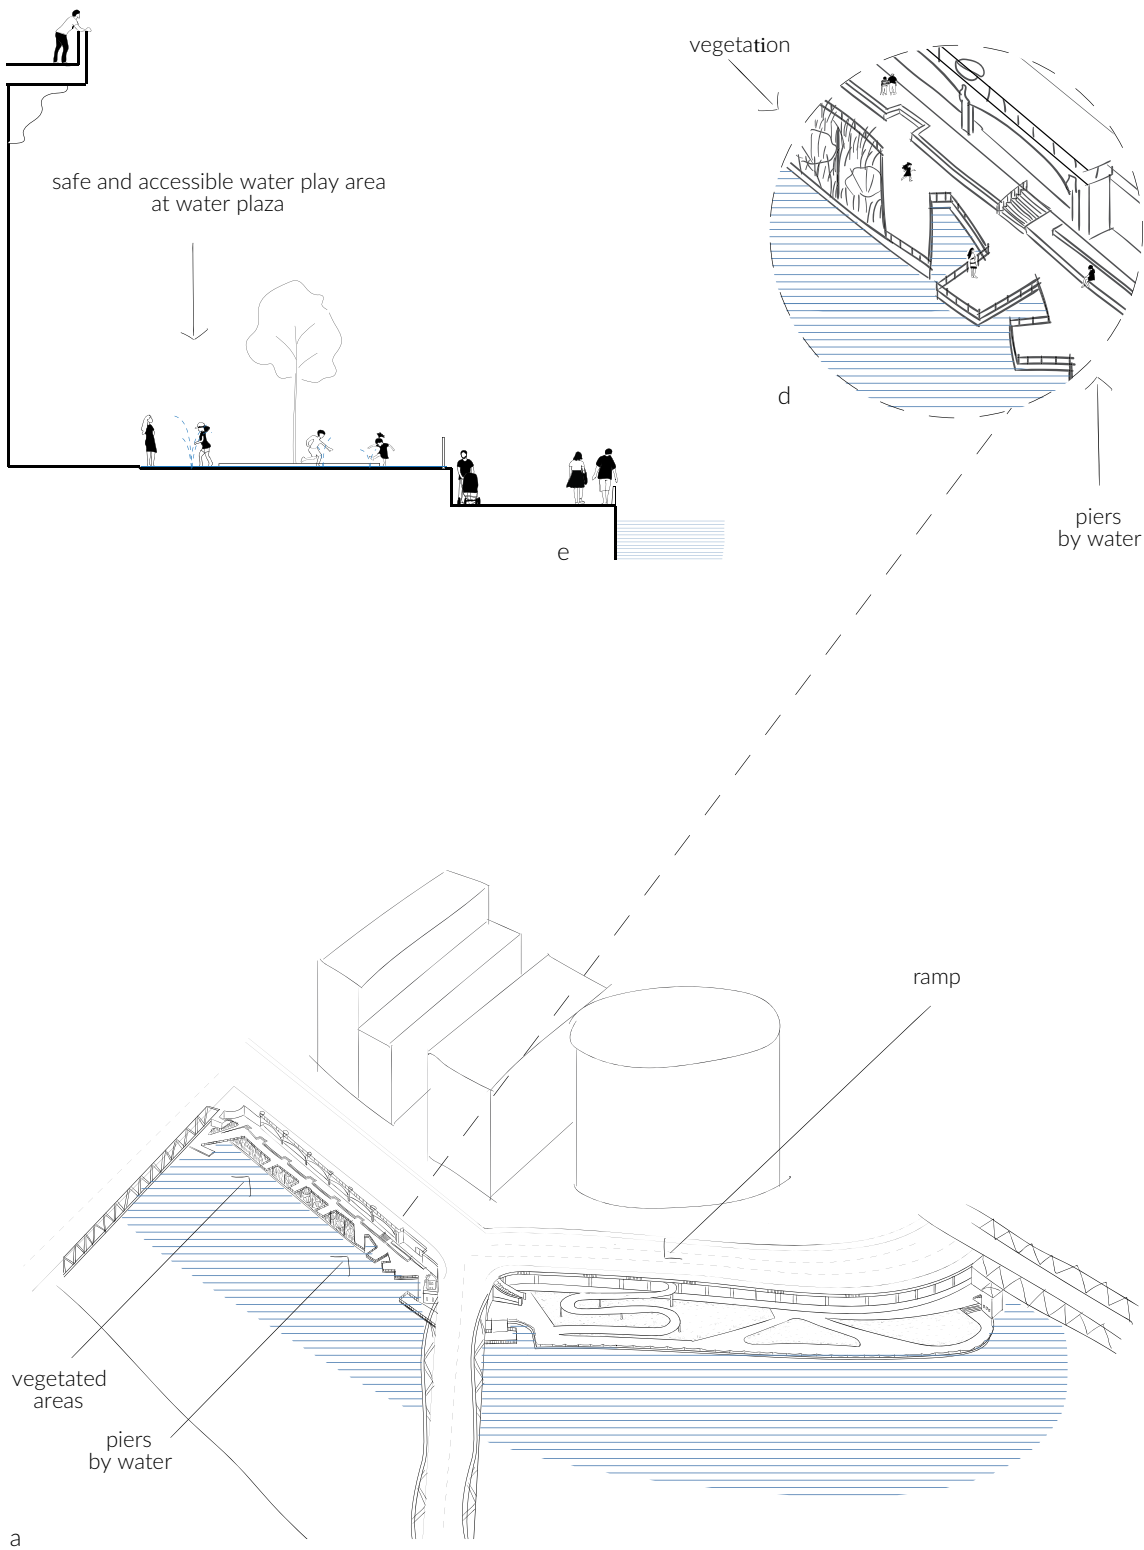 vegetation
safe and accessible water play area
at water plaza
d
piers
by water
e
ramp
vegetated
areas
piers
by water
a